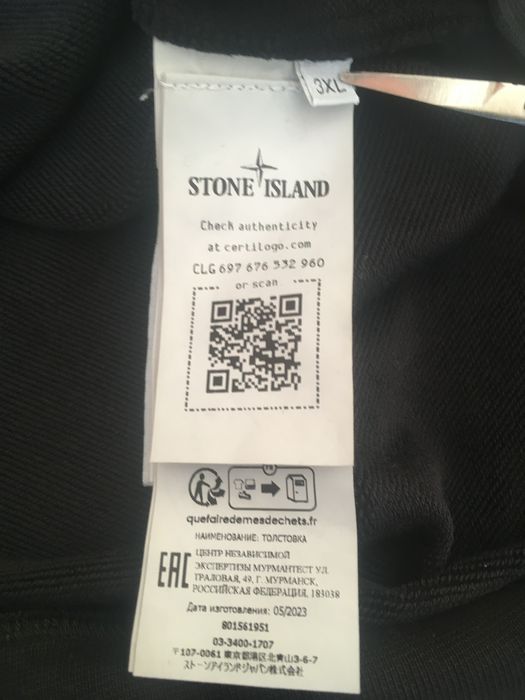 3XL
STONE ISLAND
Check authenticity
at certilogo.com
CLG 697 676 532 960
or scan
FR
quefairedemesdechets.fr
НАИМЕНОВАНИЕ: ТОЛСТОВКА
EAC
ЦЕНТР НЕЗАВИСИМОЙ
ЭКСПЕРТИЗЫ МУРМАНТЕСТ УЛ.
ТРАЛОВАЯ, 49, Г. МУРМАНСК,
РОССИЙСКАЯ ФЕДЕРАЦИЯ, 183038
Дата изготовления: 05/2023
801561951
03-3400-1707
〒107-0061 東京都港区北青山3-6-7
ストーンアイランドジャパン株式会社